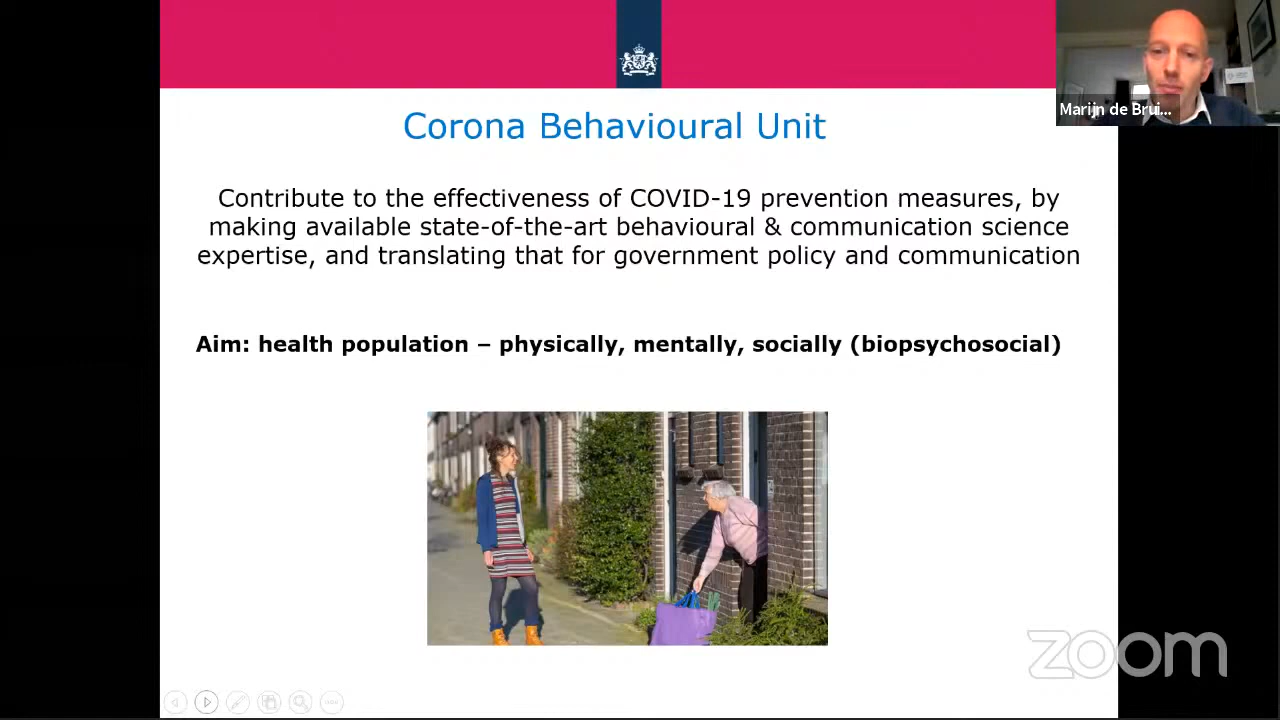 Corona Behavioural Unit
Contribute to the effectiveness of COVID-19 prevention measures, by
making available state-of-the-art behavioural & communication science
expertise, and translating that for government policy and communication
Aim: health population – physically, mentally, socially (biopsychosocial)
Marijn de Brui...
zoom